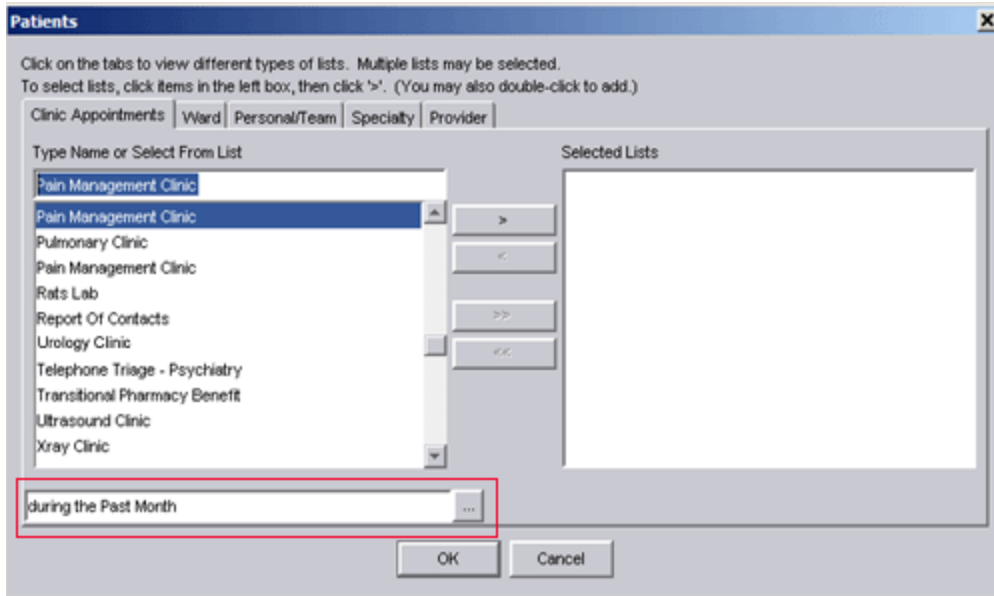 Patients
Click on the tabs to view different types of lists. Multiple lists may be selected.
To select lists, click items in the left box, then click '>'. (You may also double-click to add.)
Clinic Appointments Ward Personal/Team Specialty Provider
Type Name or Select From List
Selected Lists
Pain Management Clinic
Pain Management Clinic
Pulmonary Clinic
Pain Management Clinic
Rats Lab
Report Of Contacts
Urology Clinic
Telephone Triage - Psychiatry
Transitional Pharmacy Benefit
Ultrasound Clinic
Xray Clinic
>
<
>>
<<
during the Past Month ...
OK Cancel